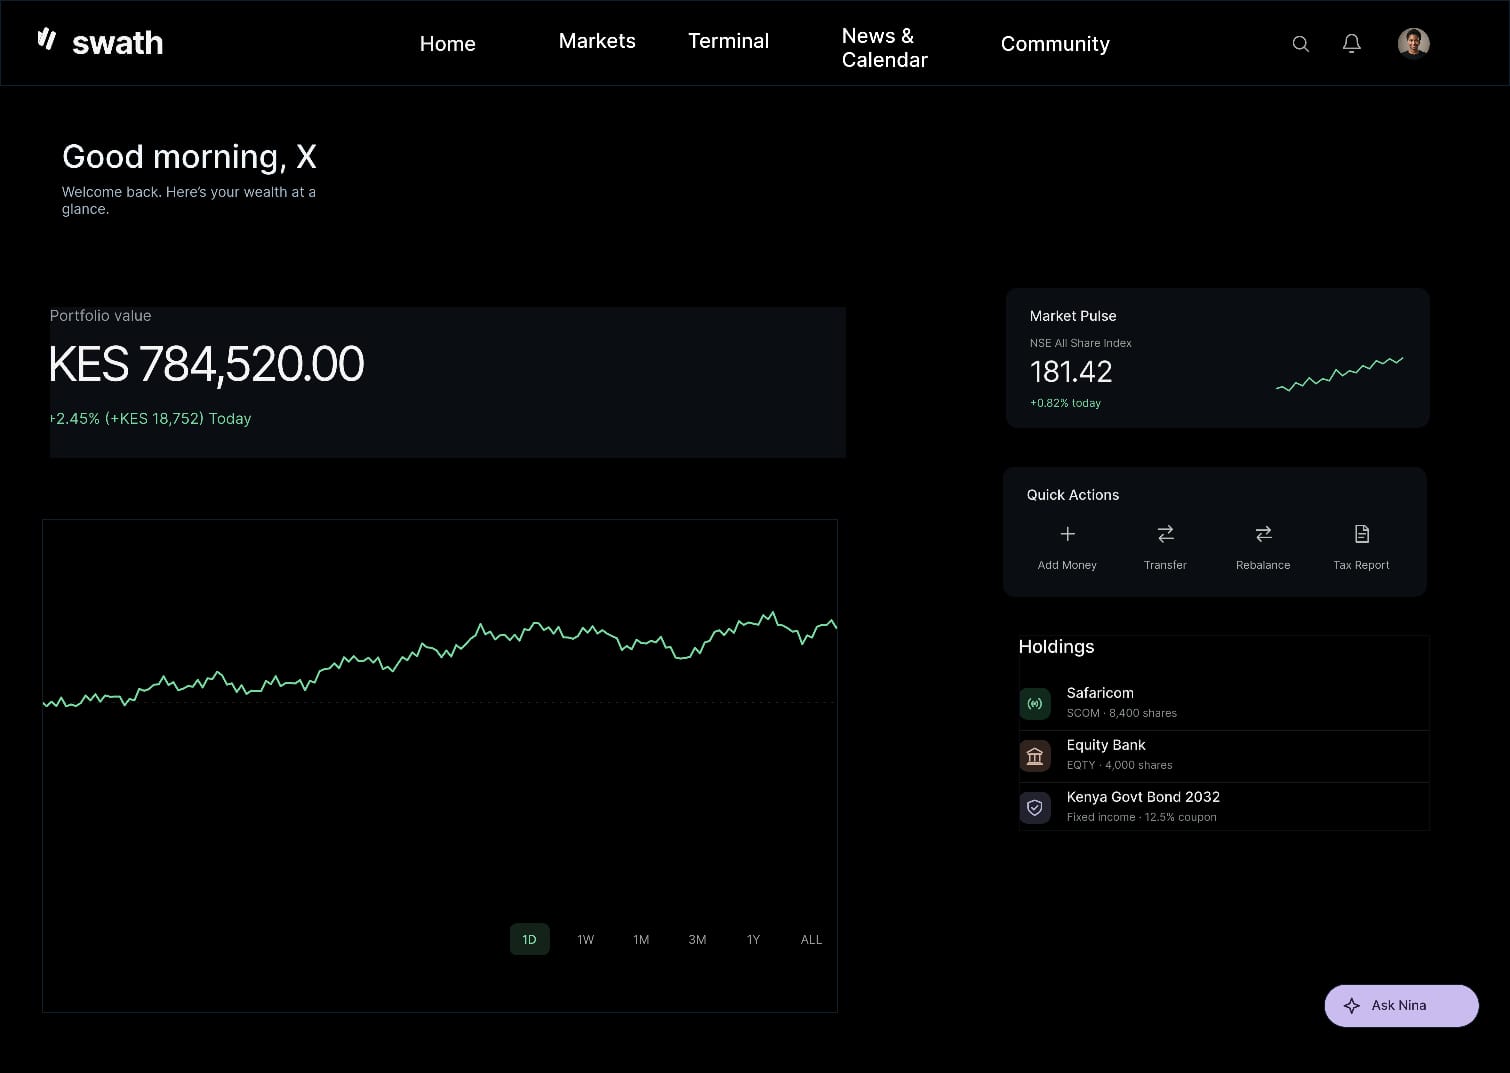 swath
Home
Markets
Terminal
News &
Calendar
Community
Good morning, X
Welcome back. Here's your wealth at a
glance.
Portfolio value
KES 784,520.00
+2.45% (+KES 18,752) Today
1D
1W
1M
3M
1Y
ALL
Market Pulse
NSE All Share Index
181.42
+0.82% today
Quick Actions
Add Money
Transfer
Rebalance
Tax Report
Holdings
Safaricom
SCOM · 8,400 shares
Equity Bank
EQTY · 4,000 shares
Kenya Govt Bond 2032
Fixed income · 12.5% coupon
Ask Nina